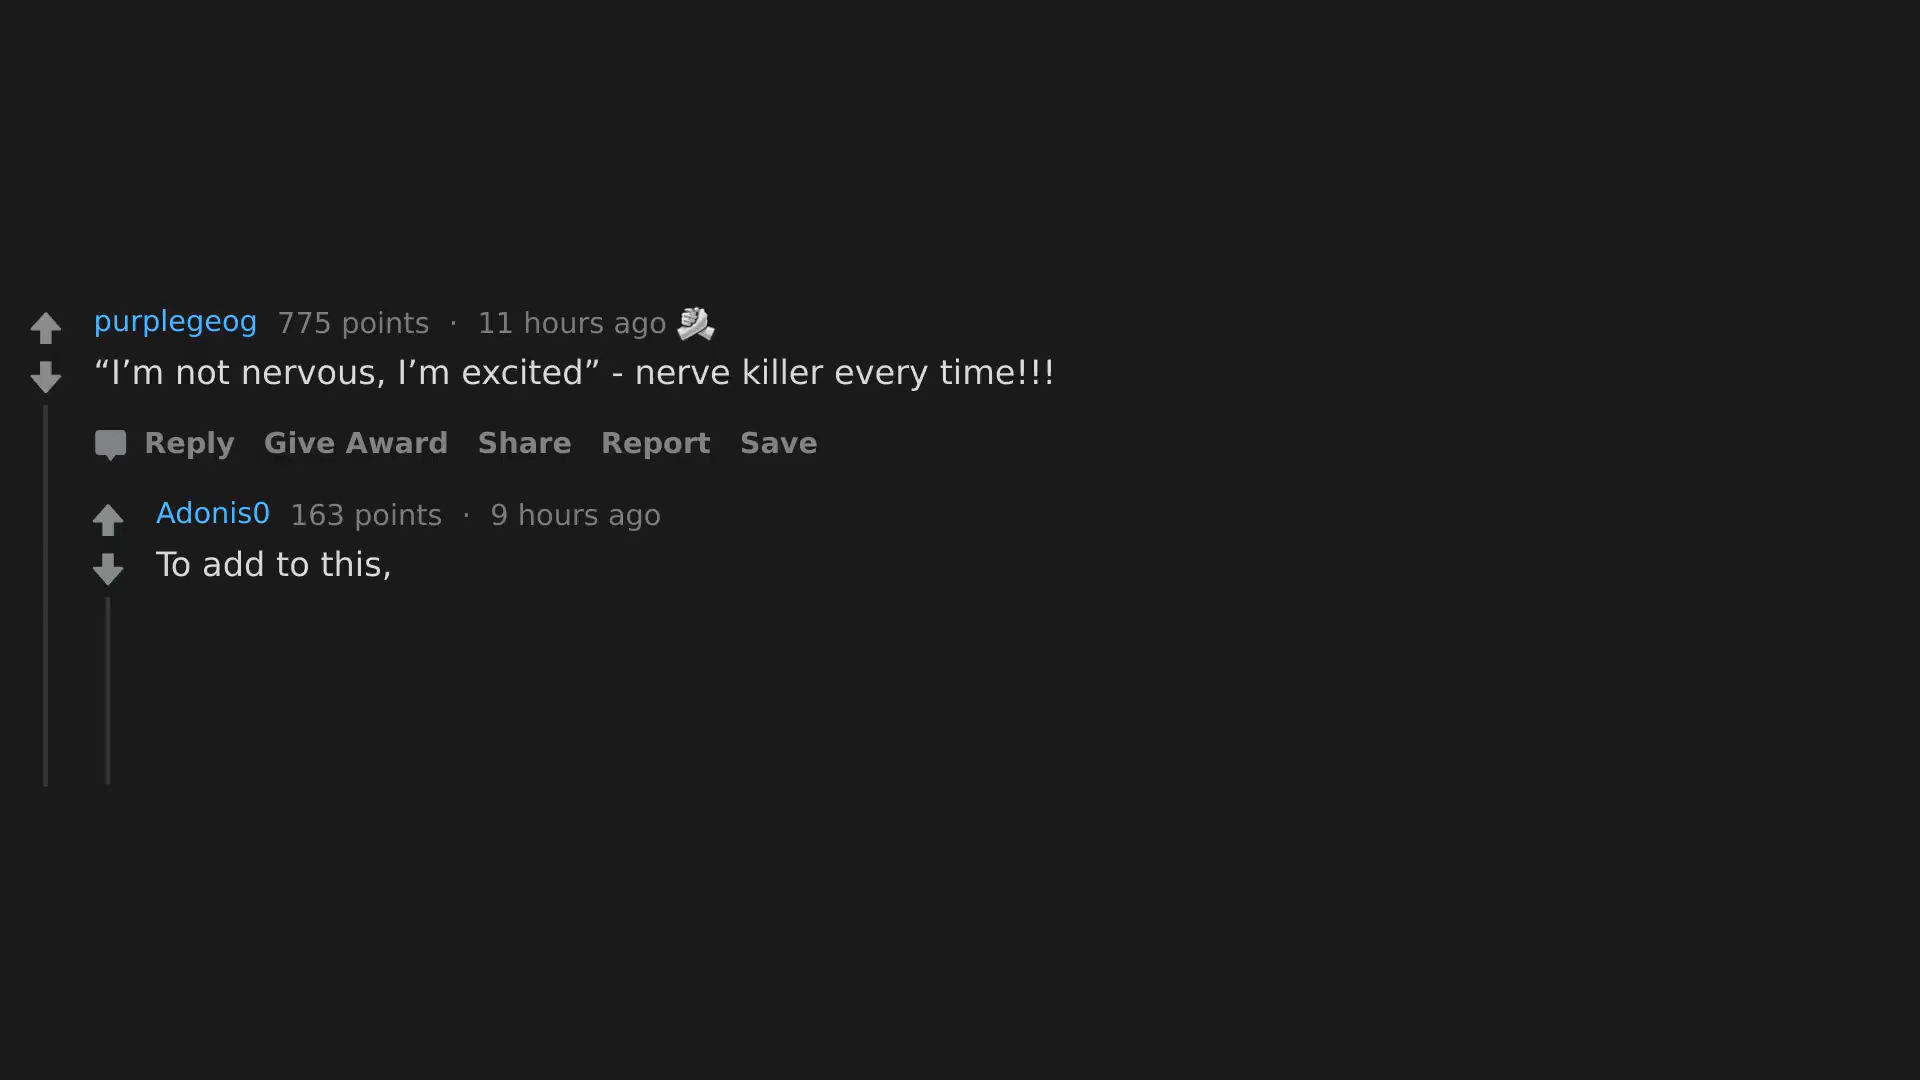 purplegeog 775 points · 11 hours ago
“I’m not nervous, I’m excited” - nerve killer every time!!!
Reply Give Award Share Report Save
Adonis0 163 points · 9 hours ago
To add to this,